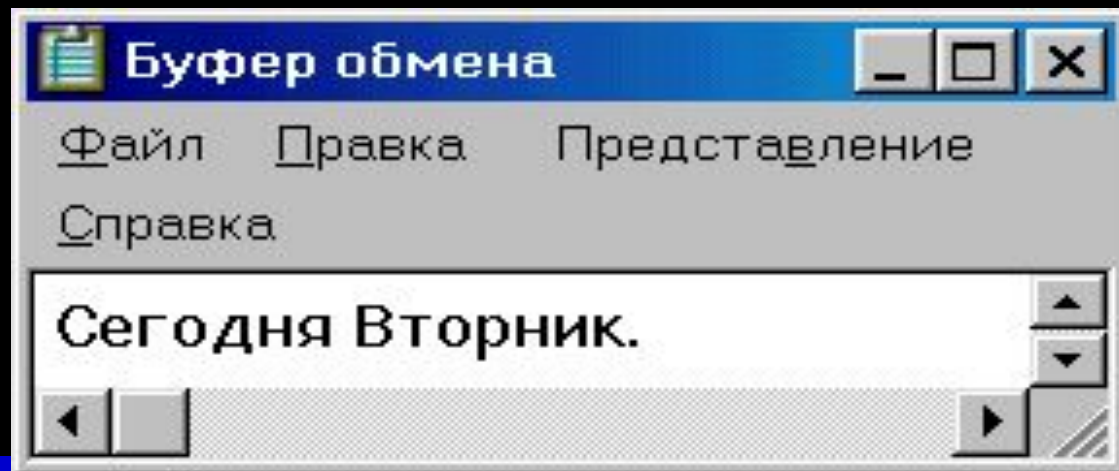 Буфер обмена
Файл Правка Представление
Справка
Сегодня Вторник.